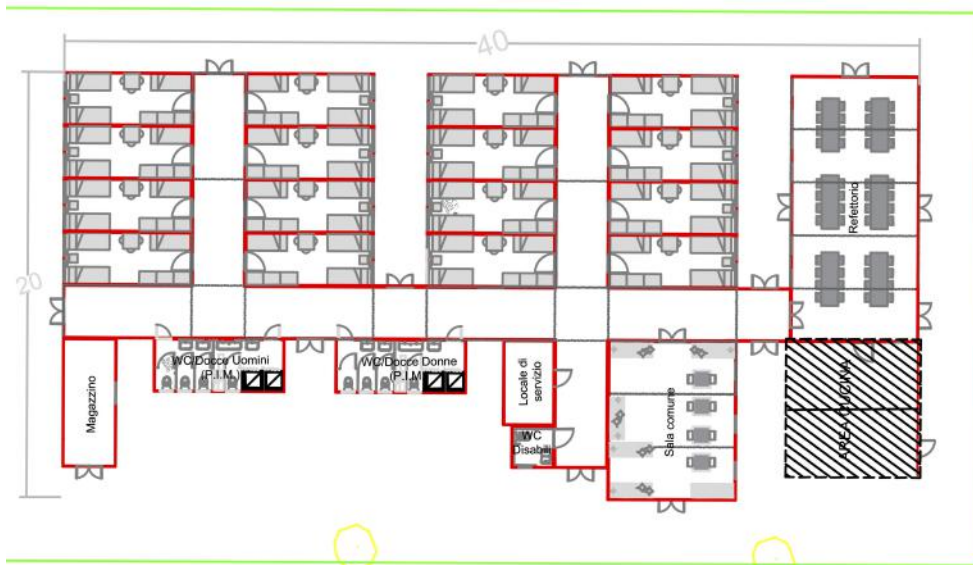 40
20
Refettorio
WC/Docce Uomini
(P.I.M.)
WC/Docce Donne
(P.I.M.)
Magazzino
Locale di
servizio
WC
Disabili
Sala comune
AREA CUCINA